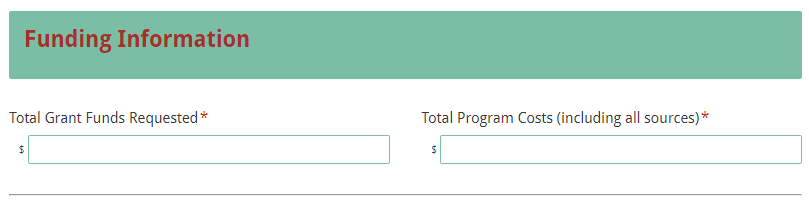 Funding Information
Total Grant Funds Requested*
Total Program Costs (including all sources)*
$
$